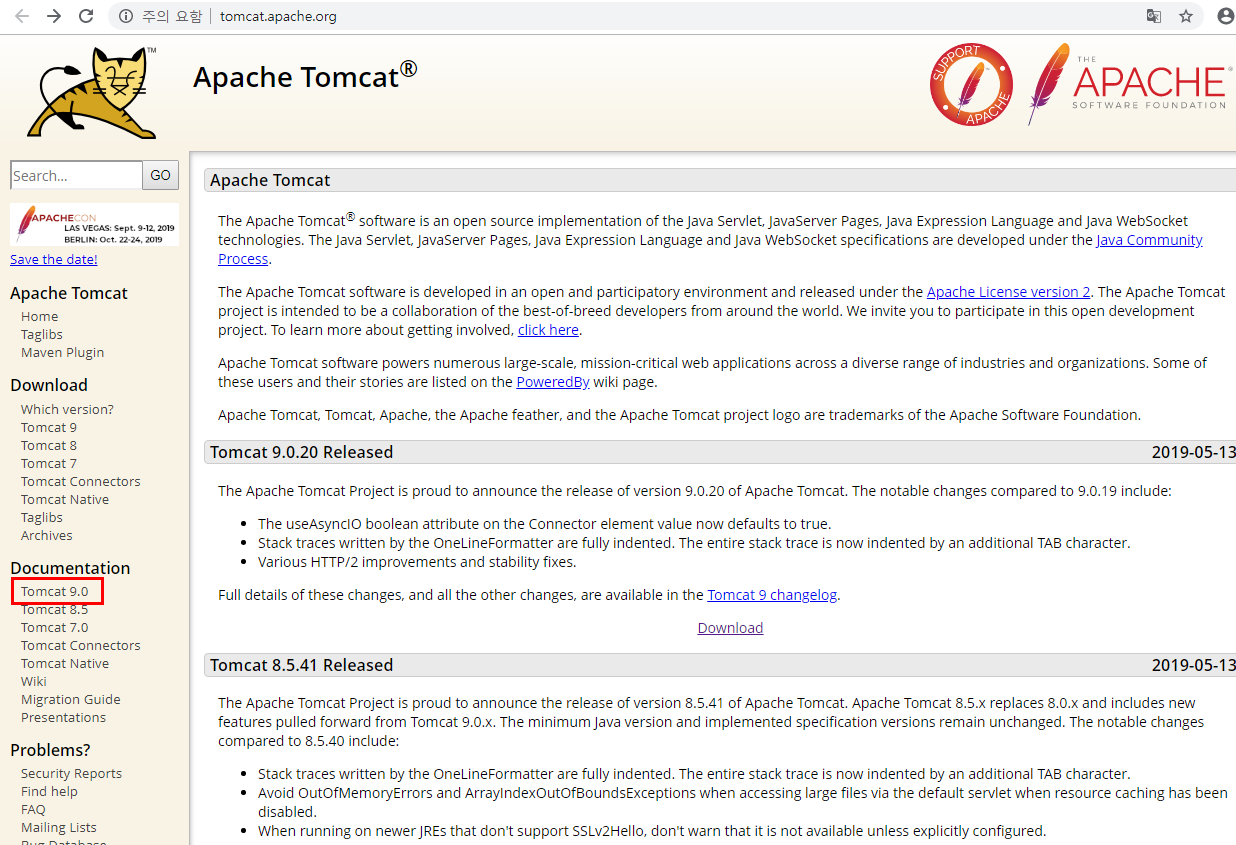 주의 요함 | tomcat.apache.org
TM
Apache Tomcat®
SUPPORT
APACHE
THE
APACHE®
SOFTWARE FOUNDATION
Search...
GO
APACHECON
LAS VEGAS: Sept. 9-12, 2019
BERLIN: Oct. 22-24, 2019
Save the date!
Apache Tomcat
Home
Taglibs
Maven Plugin
Download
Which version?
Tomcat 9
Tomcat 8
Tomcat 7
Tomcat Connectors
Tomcat Native
Taglibs
Archives
Documentation
Tomcat 9.0
Tomcat 8.5
Tomcat 7.0
Tomcat Connectors
Tomcat Native
Wiki
Migration Guide
Presentations
Problems?
Security Reports
Find help
FAQ
Mailing Lists
Bug Database
Apache Tomcat
The Apache Tomcat® software is an open source implementation of the Java Servlet, JavaServer Pages, Java Expression Language and Java WebSocket
technologies. The Java Servlet, JavaServer Pages, Java Expression Language and Java WebSocket specifications are developed under the Java Community
Process.
The Apache Tomcat software is developed in an open and participatory environment and released under the Apache License version 2. The Apache Tomcat
project is intended to be a collaboration of the best-of-breed developers from around the world. We invite you to participate in this open development
project. To learn more about getting involved, click here.
Apache Tomcat software powers numerous large-scale, mission-critical web applications across a diverse range of industries and organizations. Some of
these users and their stories are listed on the PoweredBy wiki page.
Apache Tomcat, Tomcat, Apache, the Apache feather, and the Apache Tomcat project logo are trademarks of the Apache Software Foundation.
Tomcat 9.0.20 Released 2019-05-13
The Apache Tomcat Project is proud to announce the release of version 9.0.20 of Apache Tomcat. The notable changes compared to 9.0.19 include:
• The useAsyncIO boolean attribute on the Connector element value now defaults to true.
• Stack traces written by the OneLineFormatter are fully indented. The entire stack trace is now indented by an additional TAB character.
• Various HTTP/2 improvements and stability fixes.
Full details of these changes, and all the other changes, are available in the Tomcat 9 changelog.
Download
Tomcat 8.5.41 Released 2019-05-13
The Apache Tomcat Project is proud to announce the release of version 8.5.41 of Apache Tomcat. Apache Tomcat 8.5.x replaces 8.0.x and includes new
features pulled forward from Tomcat 9.0.x. The minimum Java version and implemented specification versions remain unchanged. The notable changes
compared to 8.5.40 include:
• Stack traces written by the OneLineFormatter are fully indented. The entire stack trace is now indented by an additional TAB character.
• Avoid OutOfMemoryErrors and ArrayIndexOutOfBoundsExceptions when accessing large files via the default servlet when resource caching has been
disabled.
• When running on newer JREs that don't support SSLv2Hello, don't warn that it is not available unless explicitly configured.